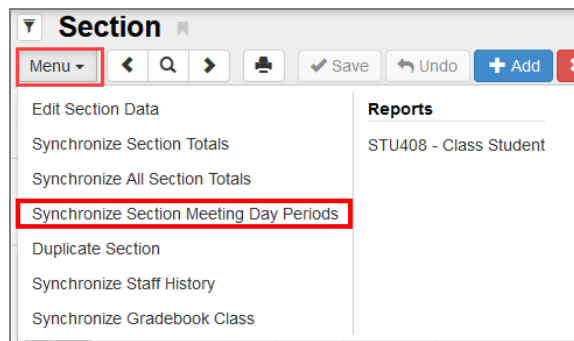 Section
Menu
Save
Undo
Add
Edit Section Data
Synchronize Section Totals
Synchronize All Section Totals
Synchronize Section Meeting Day Periods
Duplicate Section
Synchronize Staff History
Synchronize Gradebook Class
Reports
STU408 - Class Student